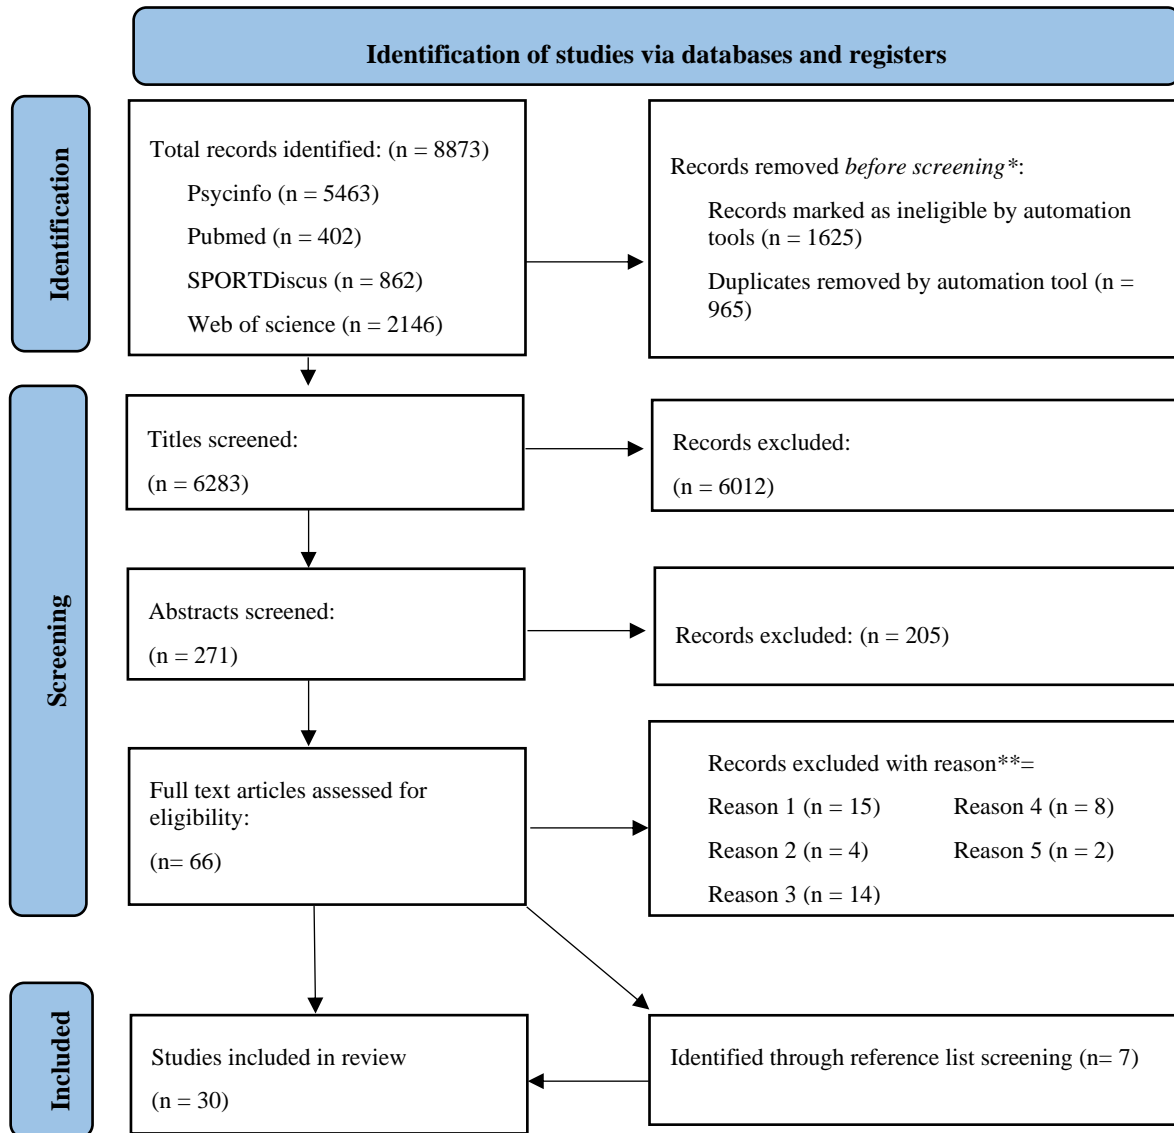 Identification of studies via databases and registers
Identification
Total records identified: (n = 8873)
Psycinfo (n = 5463)
Pubmed (n = 402)
SPORTDiscus (n = 862)
Web of science (n = 2146)
Records removed before screening*:
Records marked as ineligible by automation
tools (n = 1625)
Duplicates removed by automation tool (n =
965)
Screening
Titles screened:
(n = 6283)
Records excluded:
(n = 6012)
Abstracts screened:
(n = 271)
Records excluded: (n = 205)
Full text articles assessed for
eligibility:
(n= 66)
Records excluded with reason**=
Reason 1 (n = 15) Reason 4 (n = 8)
Reason 2 (n = 4) Reason 5 (n = 2)
Reason 3 (n = 14)
Included
Studies included in review
(n = 30)
Identified through reference list screening (n= 7)